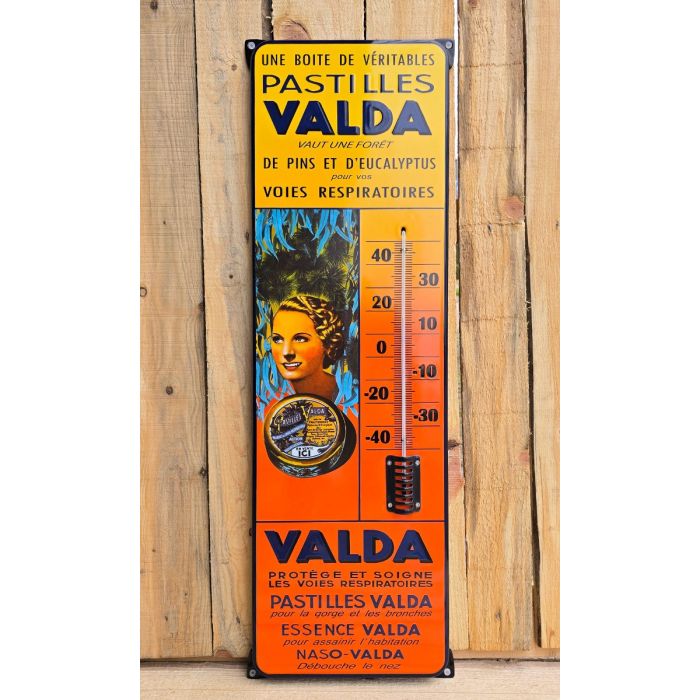 UNE BOITE DE VÉRITABLES
PASTILLES
VALDA
VAUT UNE FORÊT
DE PINS ET D'EUCALYPTUS
pour vos
VOIES RESPIRATOIRES
40
30
20
10
0
-10
-20
-30
-40
VALDA
EN VENTE
ICI
VALDA
PROTÈGE ET SOIGNE
LES VOIES RESPIRATOIRES
PASTILLES VALDA
pour la gorge et les bronches
ESSENCE VALDA
pour assainir l'habitation
NASO-VALDA
Débouche le nez